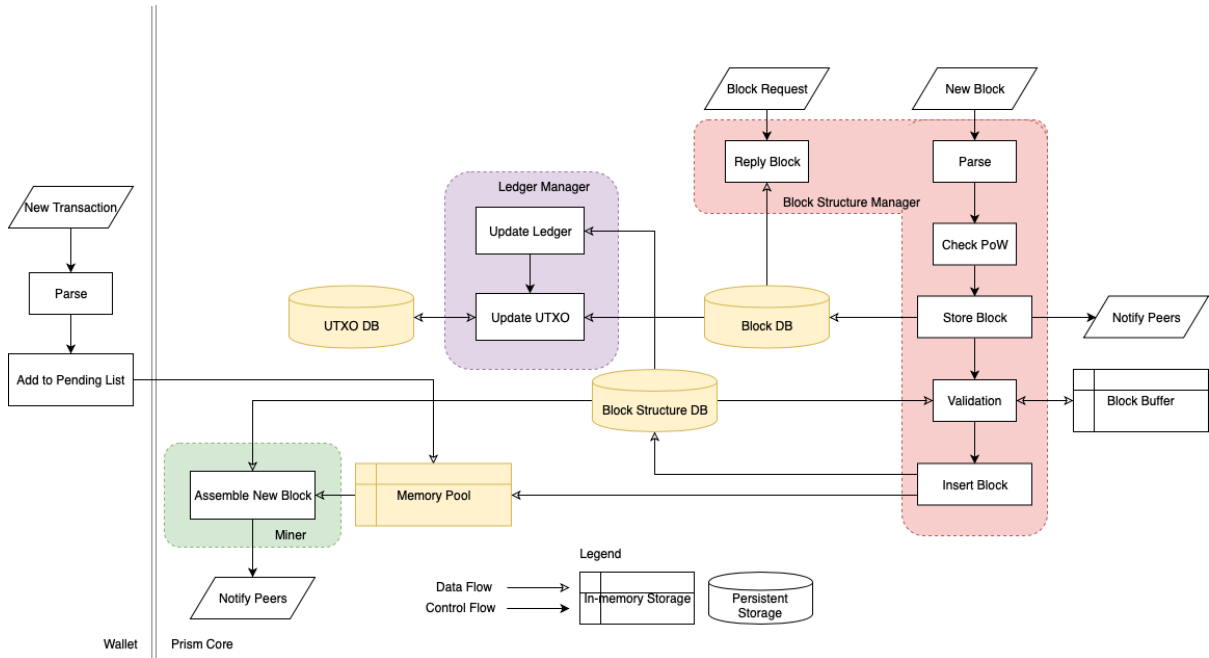 Block Request
New Block
Reply Block
Parse
Ledger Manager
New Transaction
Block Structure Manager
Update Ledger
Check PoW
Parse
UTXO DB
Update UTXO
Block DB
Store Block
Notify Peers
Add to Pending List
Block Structure DB
Validation
Block Buffer
Assemble New Block
Memory Pool
Insert Block
Miner
Legend
Data Flow
In-memory Storage
Persistent
Storage
Control Flow
Notify Peers
Wallet
Prism Core